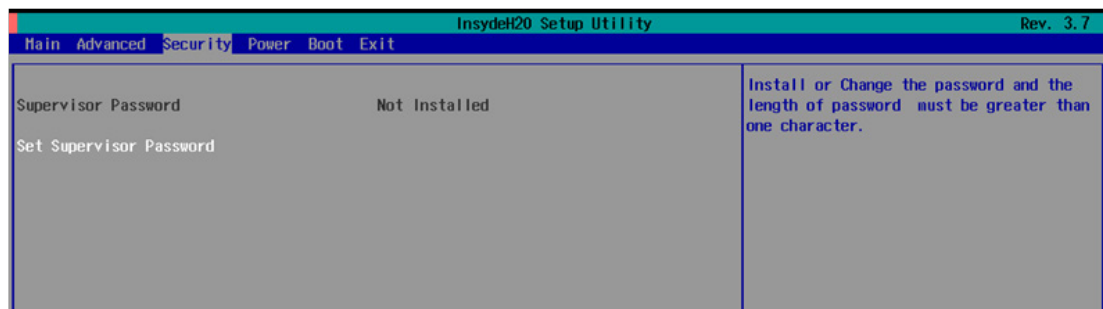 InsydeH20 Setup Utility Rev. 3.7
Main Advanced Security Power Boot Exit
Supervisor Password Not Installed
Set Supervisor Password
Install or Change the password and the
length of password must be greater than
one character.